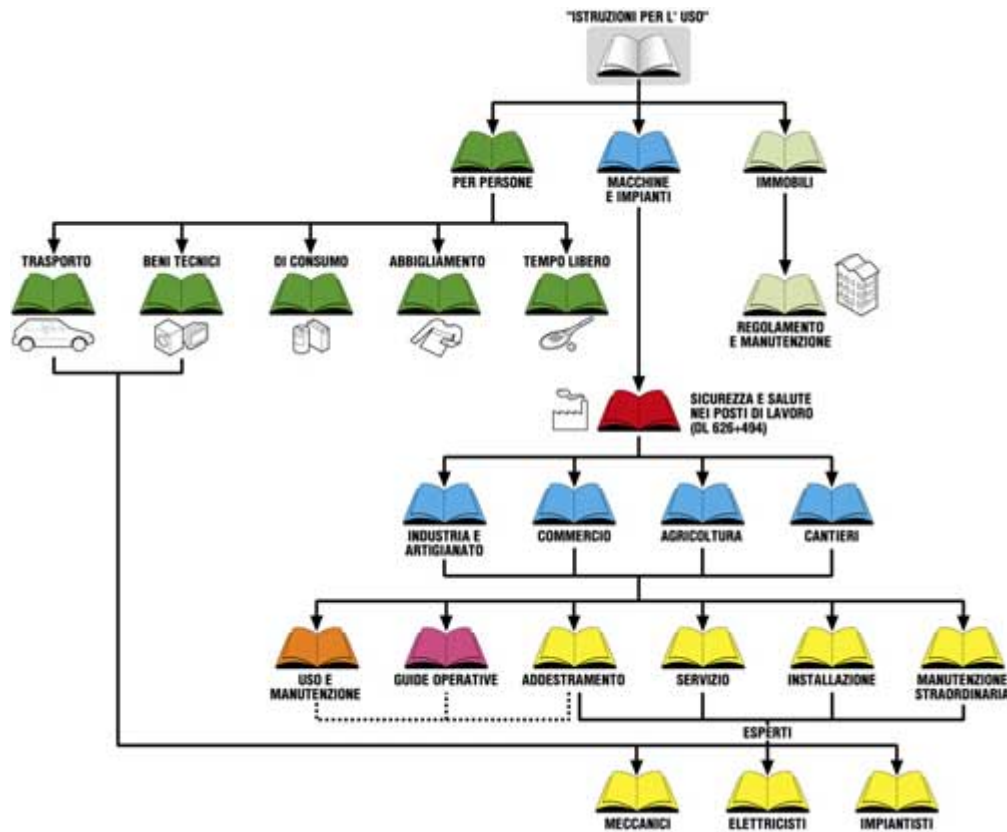 "ISTRUZIONI PER L' USO"
PER PERSONE
MACCHINE
E IMPIANTI
IMMOBILI
TRASPORTO
BENI TECNICI
DI CONSUMO
ABBIGLIAMENTO
TEMPO LIBERO
REGOLAMENTO
E MANUTENZIONE
SICUREZZA E SALUTE
NEI POSTI DI LAVORO
(DL 626+494)
INDUSTRIA E
ARTIGIANATO
COMMERCIO
AGRICOLTURA
CANTIERI
USO E
MANUTENZIONE
GUIDE OPERATIVE
ADDESTRAMENTO
SERVIZIO
INSTALLAZIONE
MANUTENZIONE
STRAORDINARIA
ESPERTI
MECCANICI
ELETTRICISTI
IMPIANTISTI